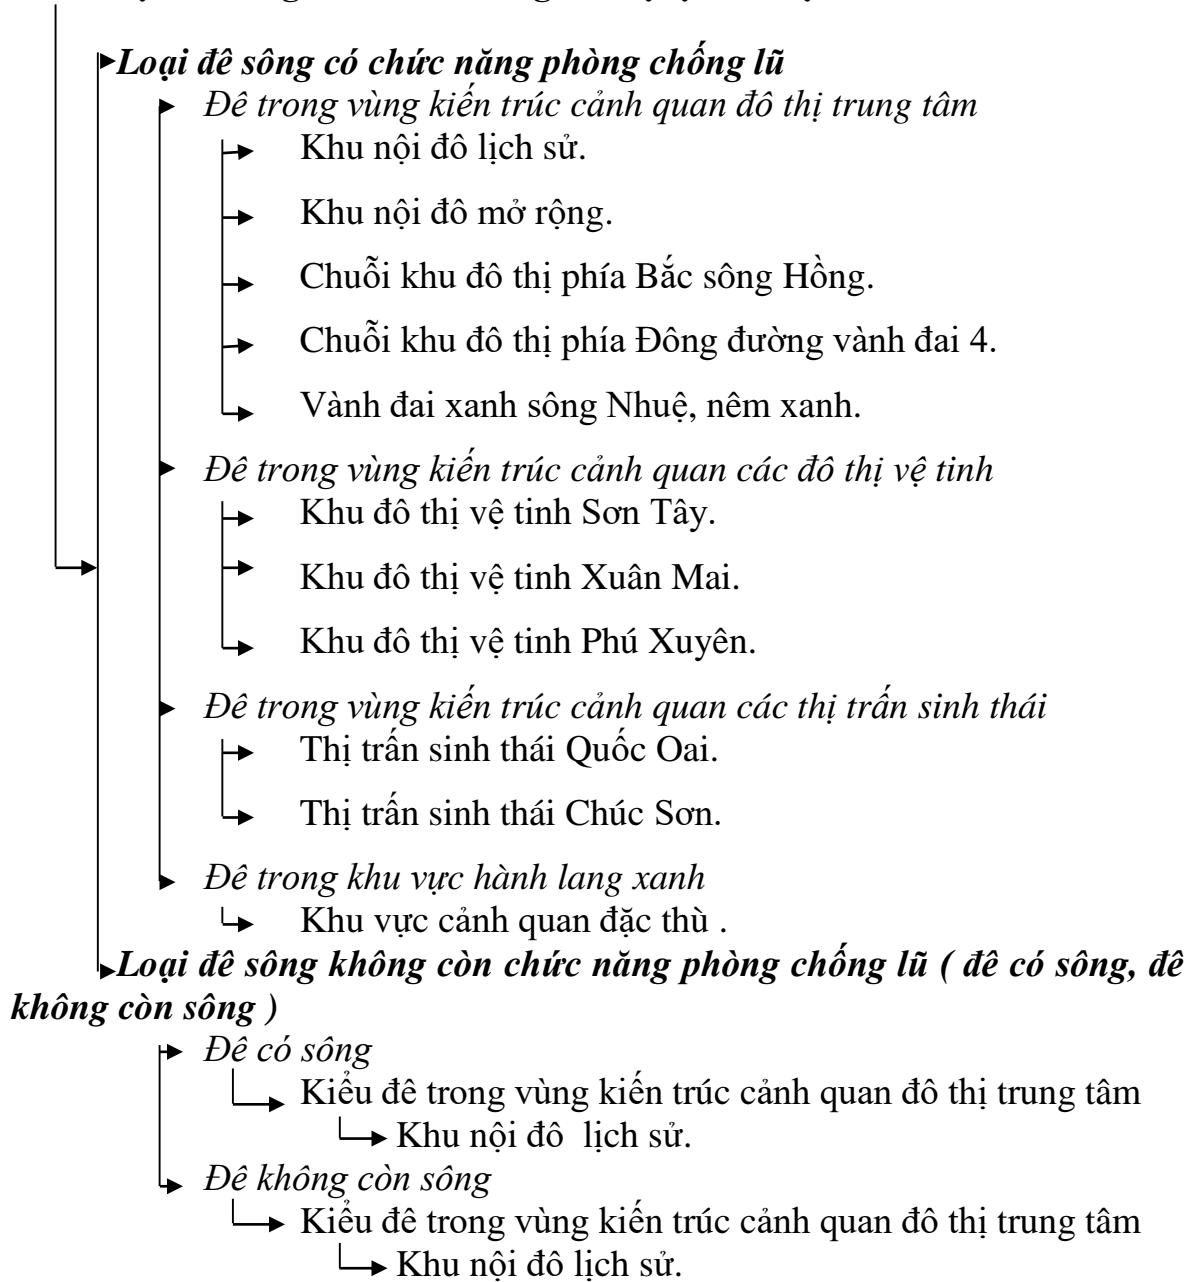 Loại đê sông có chức năng phòng chống lũ
Đê trong vùng kiến trúc cảnh quan đô thị trung tâm
Khu nội đô lịch sử.
Khu nội đô mở rộng.
Chuỗi khu đô thị phía Bắc sông Hồng.
Chuỗi khu đô thị phía Đông đường vành đai 4.
Vành đai xanh sông Nhuệ, nêm xanh.
Đê trong vùng kiến trúc cảnh quan các đô thị vệ tinh
Khu đô thị vệ tinh Sơn Tây.
Khu đô thị vệ tinh Xuân Mai.
Khu đô thị vệ tinh Phú Xuyên.
Đê trong vùng kiến trúc cảnh quan các thị trấn sinh thái
Thị trấn sinh thái Quốc Oai.
Thị trấn sinh thái Chúc Sơn.
Đê trong khu vực hành lang xanh
Khu vực cảnh quan đặc thù .
Loại đê sông không còn chức năng phòng chống lũ ( đê có sông, đê
không còn sông )
Đê có sông
Kiểu đê trong vùng kiến trúc cảnh quan đô thị trung tâm
Khu nội đô lịch sử.
Đê không còn sông
Kiểu đê trong vùng kiến trúc cảnh quan đô thị trung tâm
Khu nội đô lịch sử.